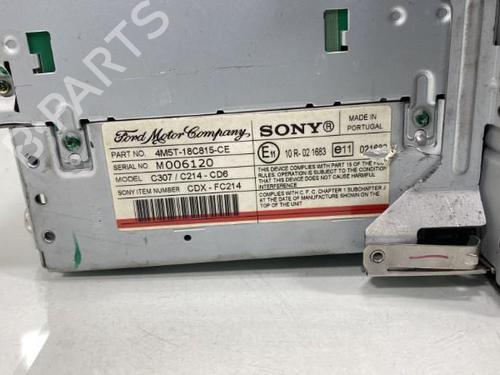 Ford Motor Company
PART NO. 4M5T-18C815-CE
SERIAL NO. M006120
MODEL C307 / C214 - CD6
SONY ITEM NUMBER CDX - FC214
SONY®
MADE IN
PORTUGAL
E11 10 R- 02 1683 e11
THIS DEVICE COMPLIES WITH PART 15 OF THE
RULES. OPERATION IS SUBJECT TO THE CONDITION
THAT THIS DEVICE DOES NOT CAUSE HARMFUL
INTERFERENCE
COMPLIES WITH C. F. C, CHAPTER 1 SUBCHAPTER J
AT THE DATE OF MANUFACTURE SHOWN ON THE
TOP OF THE UNIT
B-PARTS